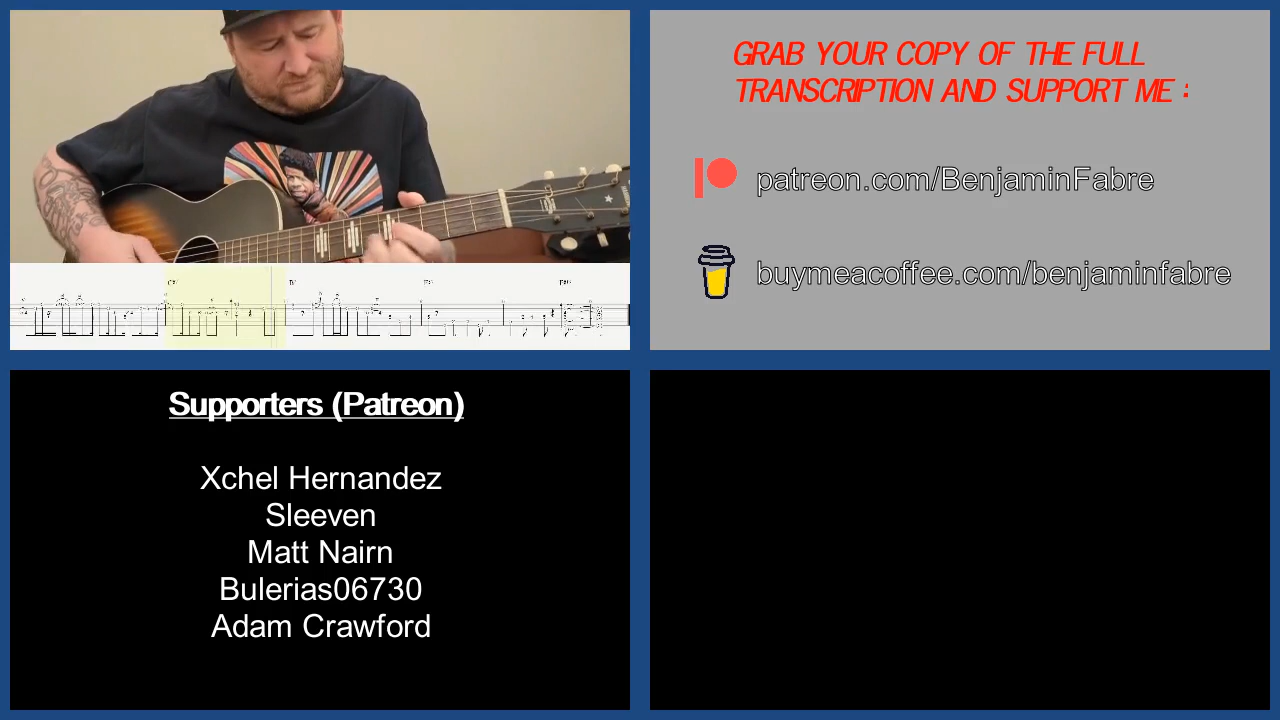 GRAB YOUR COPY OF THE FULL
TRANSCRIPTION AND SUPPORT ME :
patreon.com/BenjaminFabre
buymeacoffee.com/benjaminfabre
Supporters (Patreon)
Xchel Hernandez
Sleeven
Matt Nairn
Bulerias06730
Adam Crawford